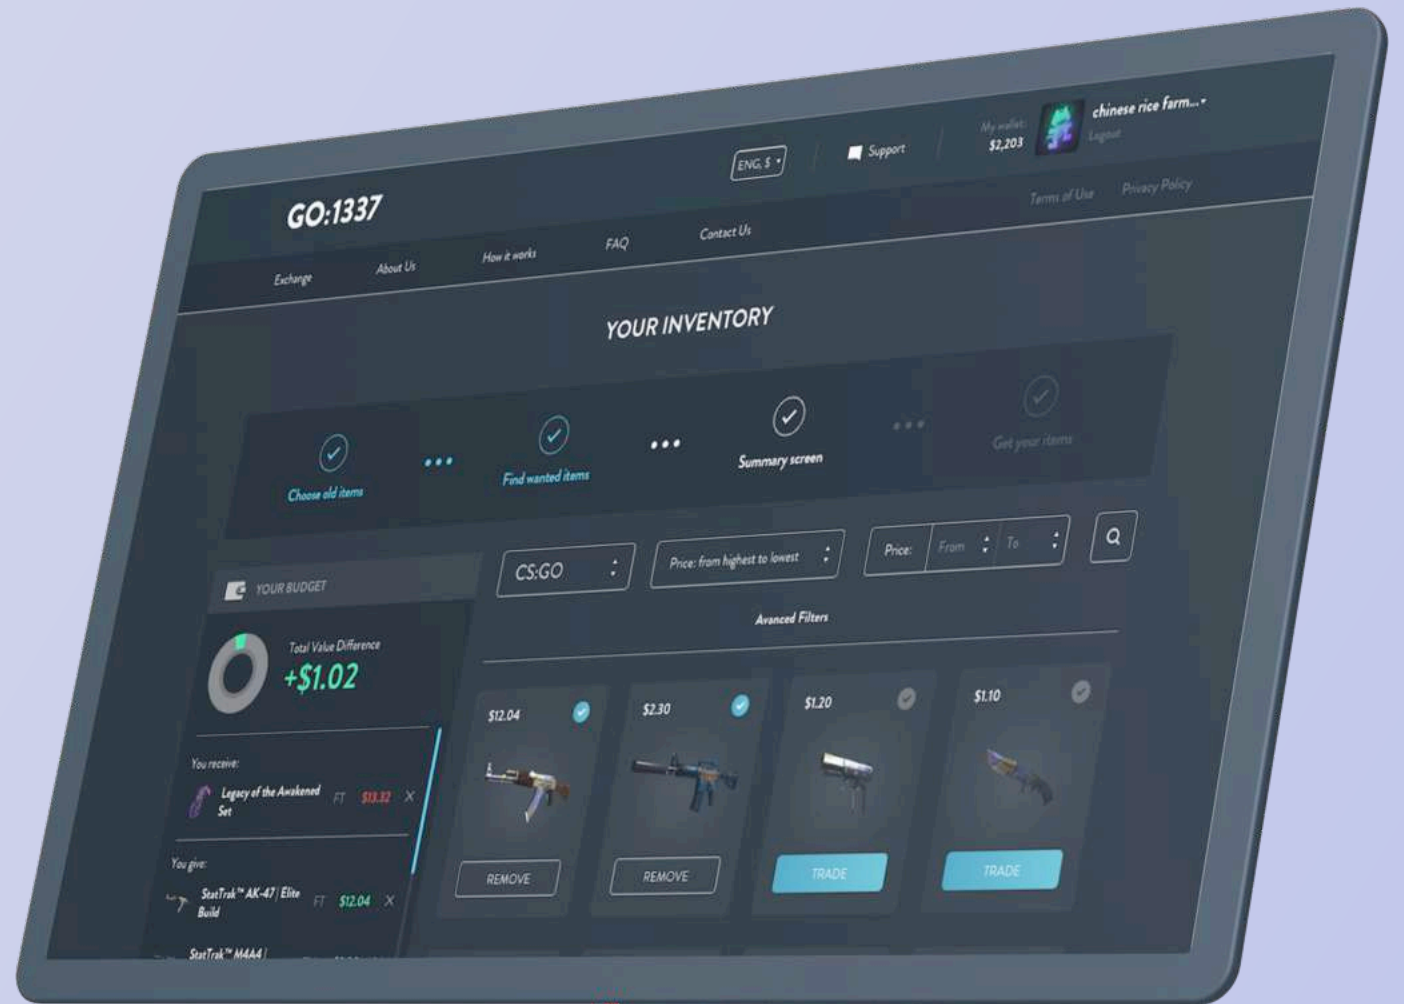 GO:1337
ENG, $
Support
My wallet:
$2,203
chinese rice farm...
Logout
Exchange
About Us
How it works
FAQ
Contact Us
Terms of Use
Privacy Policy
YOUR INVENTORY
Choose old items
Find wanted items
Summary screen
Get your items
YOUR BUDGET
Total Value Difference
+$1.02
You receive:
Legacy of the Awakened
Set
FT
$13.32
X
You give:
StatTrak™ AK-47 | Elite
Build
FT
$12.04
X
StatTrak™ M4A4 |
CS:GO
Price: from highest to lowest
Price:
From
To
Avanced Filters
$12.04
REMOVE
$2.30
REMOVE
$1.20
TRADE
$1.10
TRADE